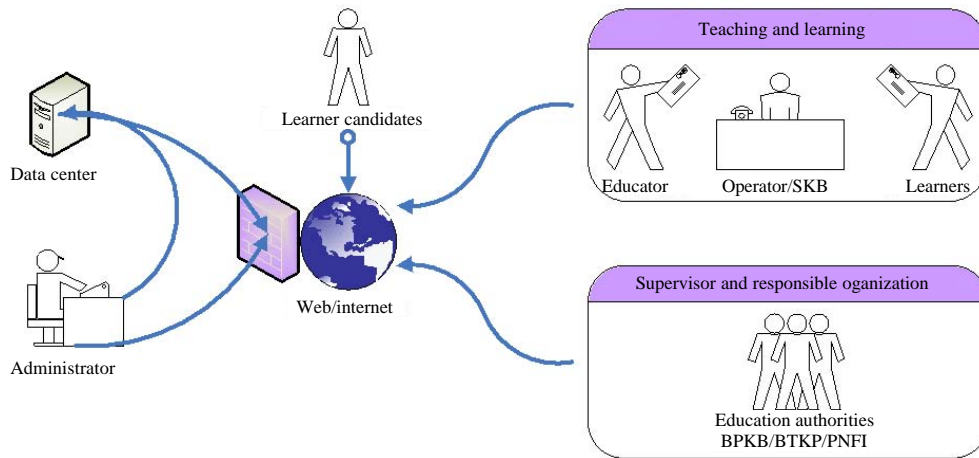 Teaching and learning
Learner candidates
Data center
Educator
Operator/SKB
Learners
Web/internet
Administrator
Supervisor and responsible oganization
Education authorities
BPKB/BTKP/PNFI